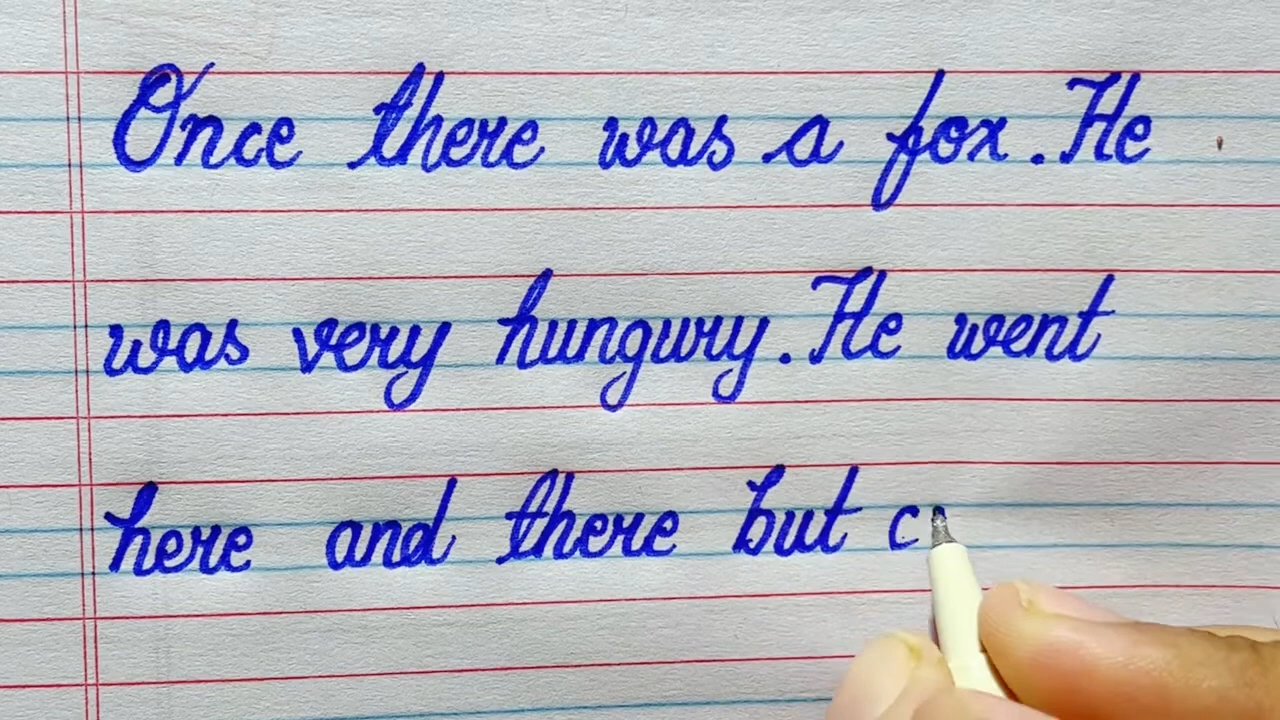 Once there was a fox. He
was very hungury. He went
here and there but c